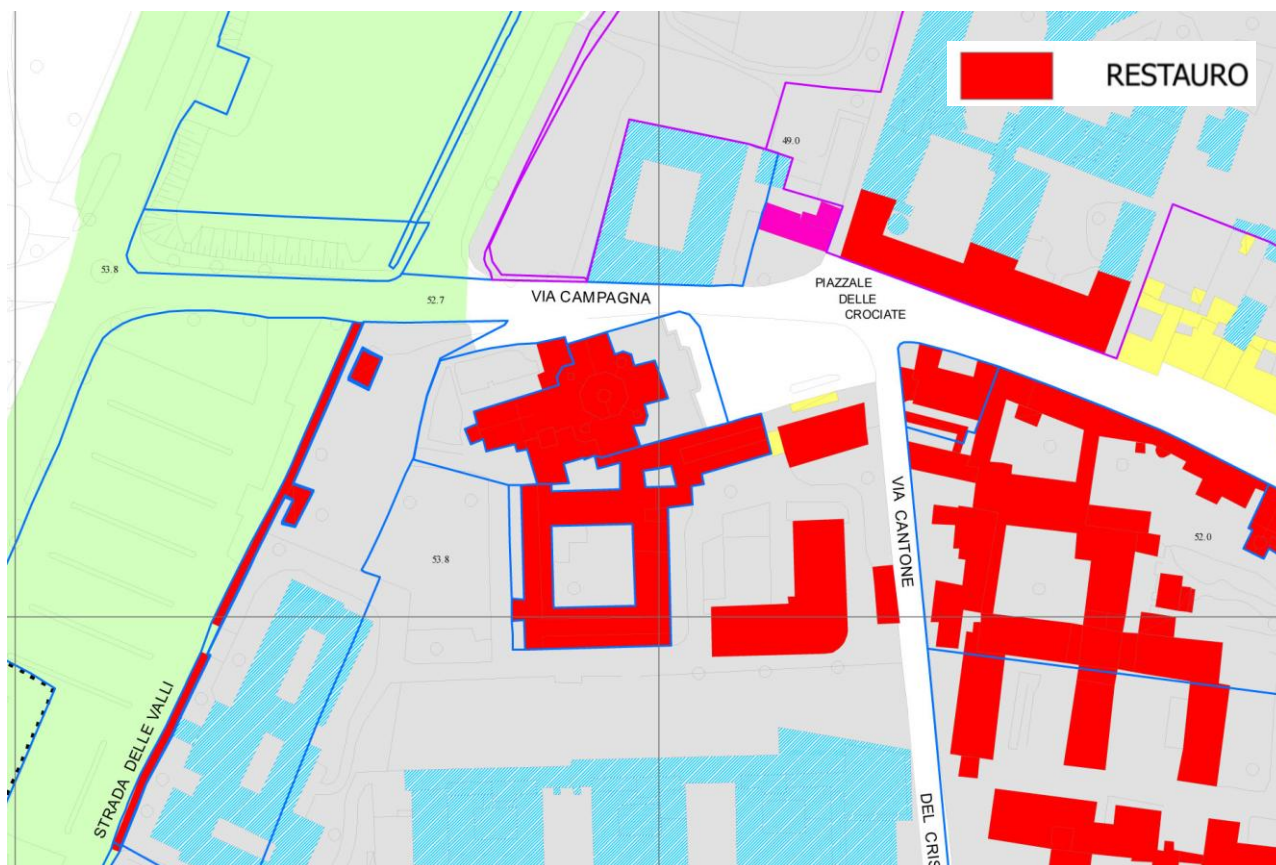 RESTAURO
49.0
53.8
52.7
VIA CAMPAGNA
PIAZZALE
DELLE
CROCIATE
VIA CANTONE
53.8
52.0
STRADA DELLE VALLI
DEL CRIS